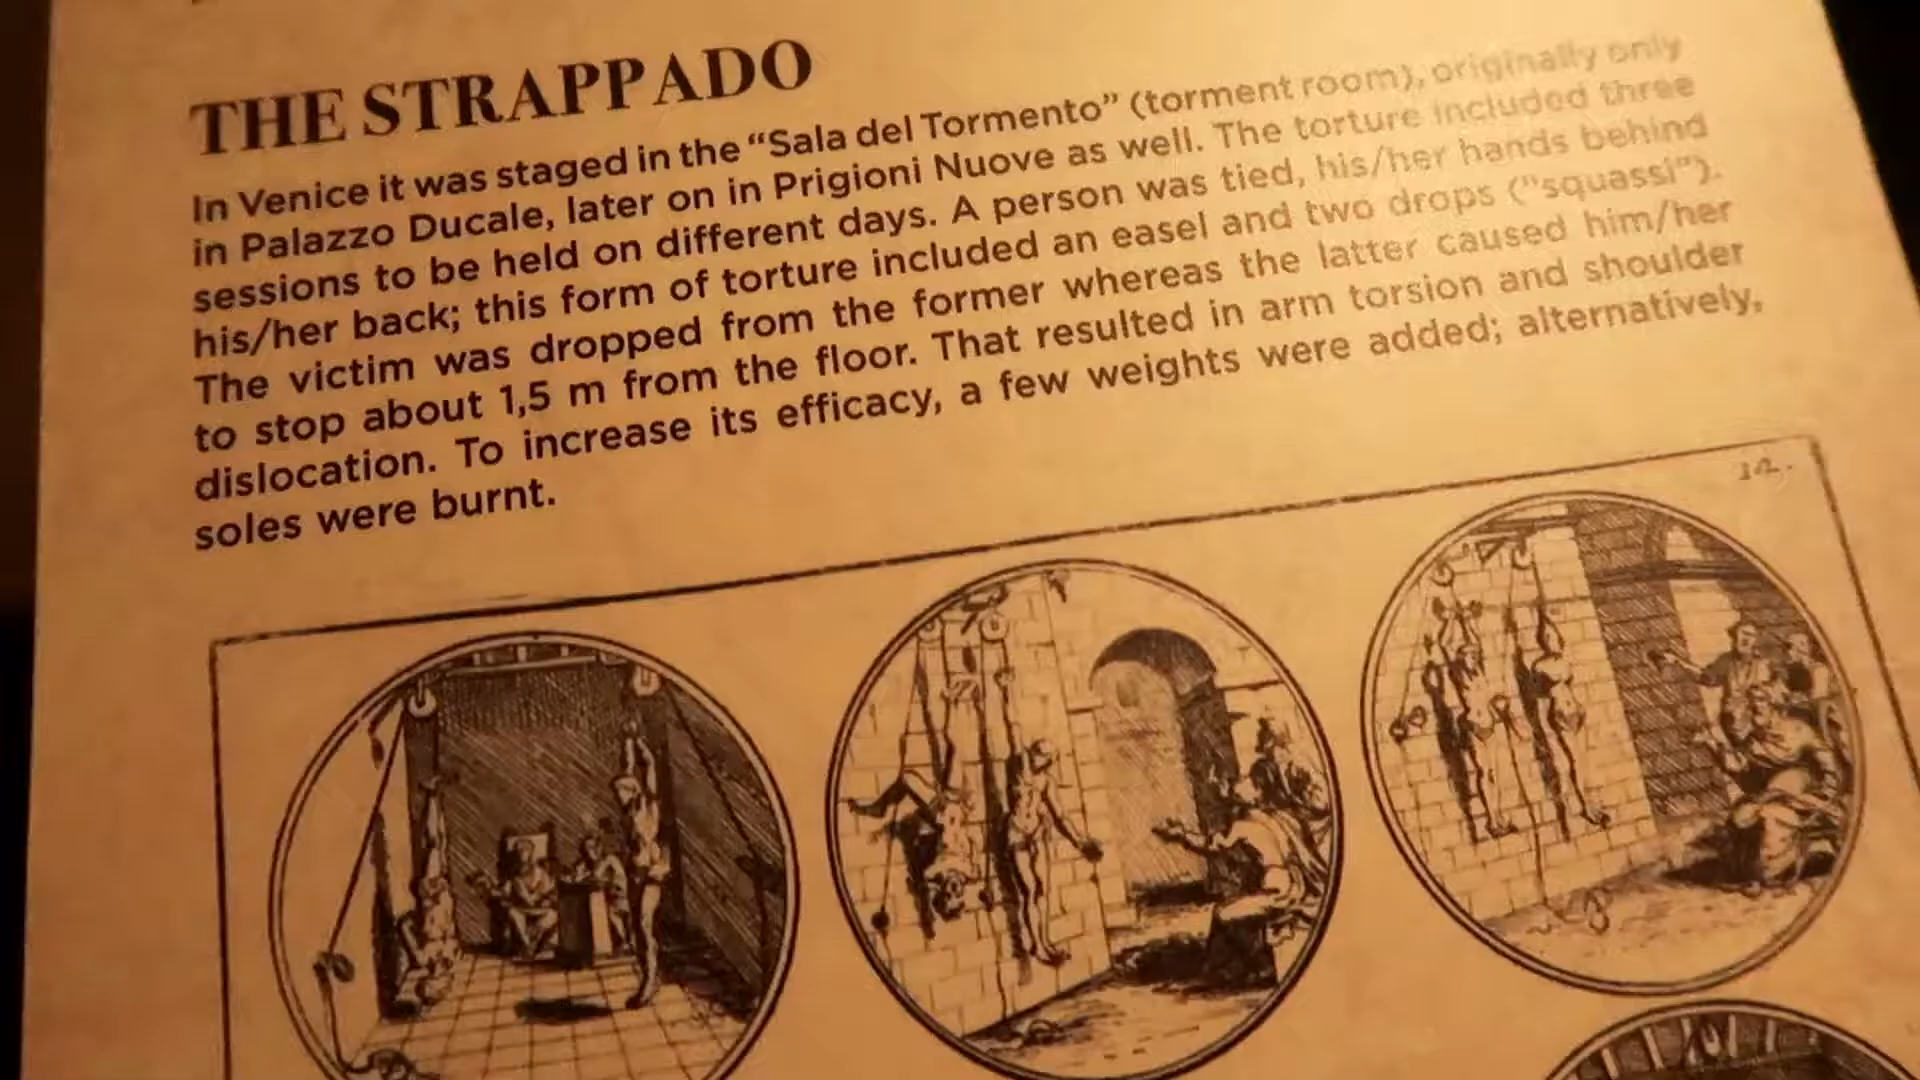 THE STRAPPADO
In Venice it was staged in the “Sala del Tormento” (torment room), originally only
in Palazzo Ducale, later on in Prigioni Nuove as well. The torture included three
sessions to be held on different days. A person was tied, his/her hands behind
his/her back; this form of torture included an easel and two drops ("squassi").
The victim was dropped from the former whereas the latter caused him/her
to stop about 1,5 m from the floor. That resulted in arm torsion and shoulder
dislocation. To increase its efficacy, a few weights were added; alternatively,
soles were burnt.
12.